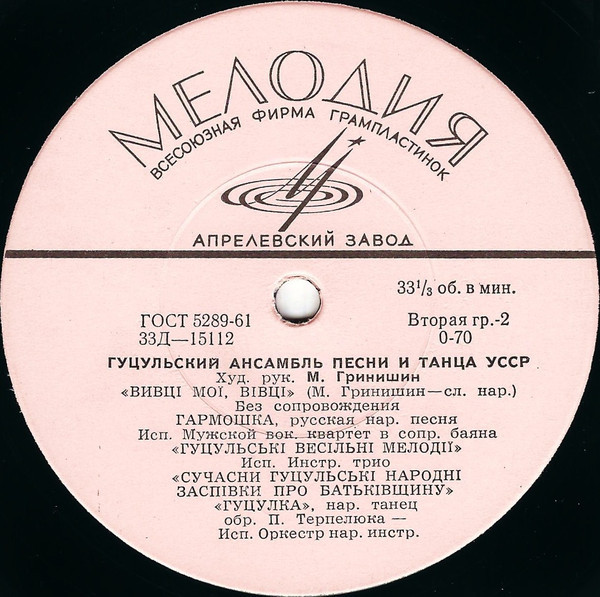 МЕЛОДИЯ
ВСЕСОЮЗНАЯ ФИРМА ГРАМПЛАСТИНОК
АПРЕЛЕВСКИЙ ЗАВОД
33⅓ об. в мин.
ГОСТ 5289-61 Вторая гр.-2
33Д—15112 0-70
ГУЦУЛЬСКИЙ АНСАМБЛЬ ПЕСНИ И ТАНЦА УССР
Худ. рук. М. Гринишин
«ВИВЦІ МОЇ, ВІВЦІ» (М. Гринишин—сл. нар.)
Без сопровождения
ГАРМОШКА, русская нар. песня
Исп. Мужской вок. квартет в сопр. баяна
«ГУЦУЛЬСЬКІ ВЕСІЛЬНІ МЕЛОДІЇ»
Исп. Инстр. трио
«СУЧАСНИ ГУЦУЛЬСЬКІ НАРОДНІ
ЗАСПІВКИ ПРО БАТЬКІВЩИНУ»
«ГУЦУЛКА», нар. танец
обр. П. Терпелюка —
Исп. Оркестр нар. инстр.